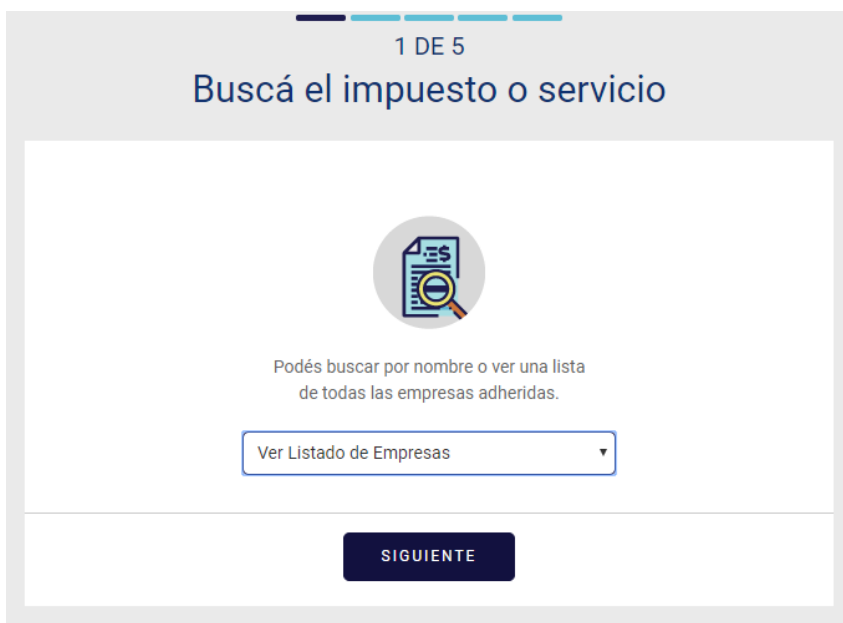 1 DE 5
Buscá el impuesto o servicio
Podés buscar por nombre o ver una lista
de todas las empresas adheridas.
Ver Listado de Empresas
SIGUIENTE